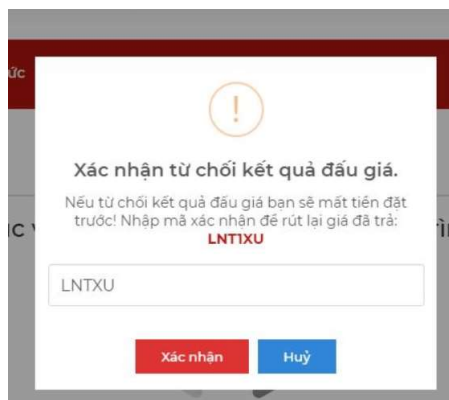 ức
!
Xác nhận từ chối kết quả đấu giá.
Nếu từ chối kết quả đấu giá bạn sẽ mất tiền đặt
trước! Nhập mã xác nhận để rút lại giá đã trả:
LNT1XU
LNTXU
Xác nhận
Huỷ